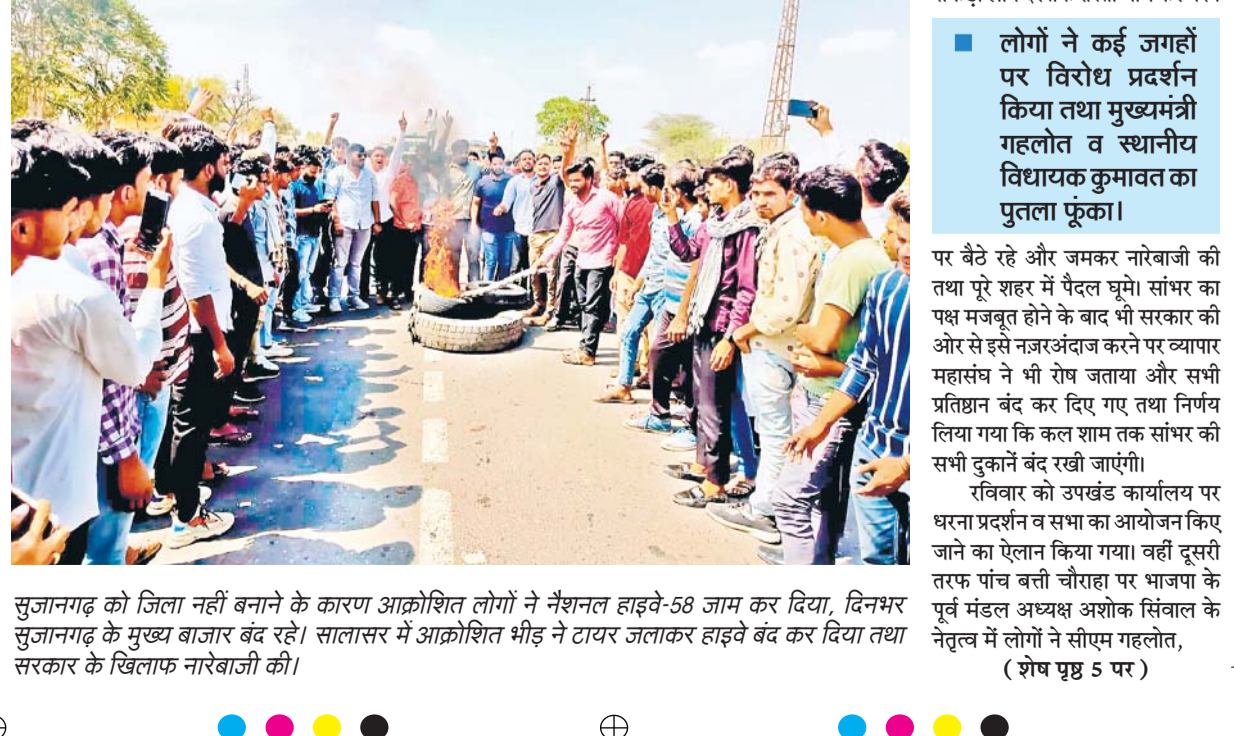 लोगों ने कई जगहों
पर विरोध प्रदर्शन
किया तथा मुख्यमंत्री
गहलोत व स्थानीय
विधायक कुमावत का
पुतला फूंका।
पर बैठे रहे और जमकर नारेबाजी की
तथा पूरे शहर में पैदल घूमे। सांभर का
पक्ष मजबूत होने के बाद भी सरकार की
ओर से इसे नज़रअंदाज करने पर व्यापार
महासंघ ने भी रोष जताया और सभी
प्रतिष्ठान बंद कर दिए गए तथा निर्णय
लिया गया कि कल शाम तक सांभर की
सभी दुकानें बंद रखी जाएंगी।
रविवार को उपखंड कार्यालय पर
धरना प्रदर्शन व सभा का आयोजन किए
जाने का ऐलान किया गया। वहीं दूसरी
तरफ पांच बत्ती चौराहा पर भाजपा के
पूर्व मंडल अध्यक्ष अशोक सिंवाल के
नेतृत्व में लोगों ने सीएम गहलोत,
( शेष पृष्ठ 5 पर )
सुजानगढ़ को जिला नहीं बनाने के कारण आक्रोशित लोगों ने नैशनल हाइवे-58 जाम कर दिया, दिनभर
सुजानगढ़ के मुख्य बाजार बंद रहे। सालासर में आक्रोशित भीड़ ने टायर जलाकर हाइवे बंद कर दिया तथा
सरकार के खिलाफ नारेबाजी की।